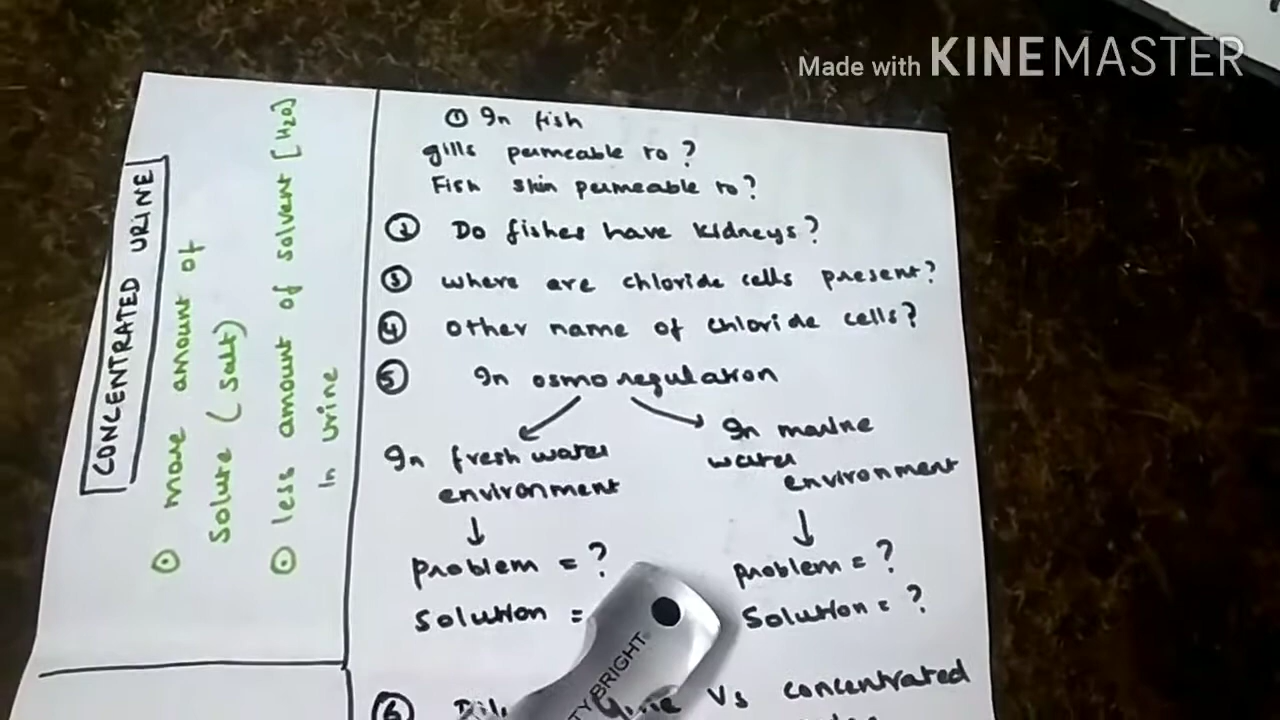 Made with KINEMASTER
CONCENTRATED URINE
more amount of
solute (salt)
less amount of solvent [H2O]
In urine
① In fish
gills permeable to?
Fish skin permeable to?
② Do fishes have kidneys?
③ where are chloride cells present?
④ other name of chloride cells?
⑤ In osmoregulation
In fresh water
environment
problem = ?
solution =
In marine
water
environment
problem = ?
Solution = ?
⑥ Vs concentrated
BRIGHT